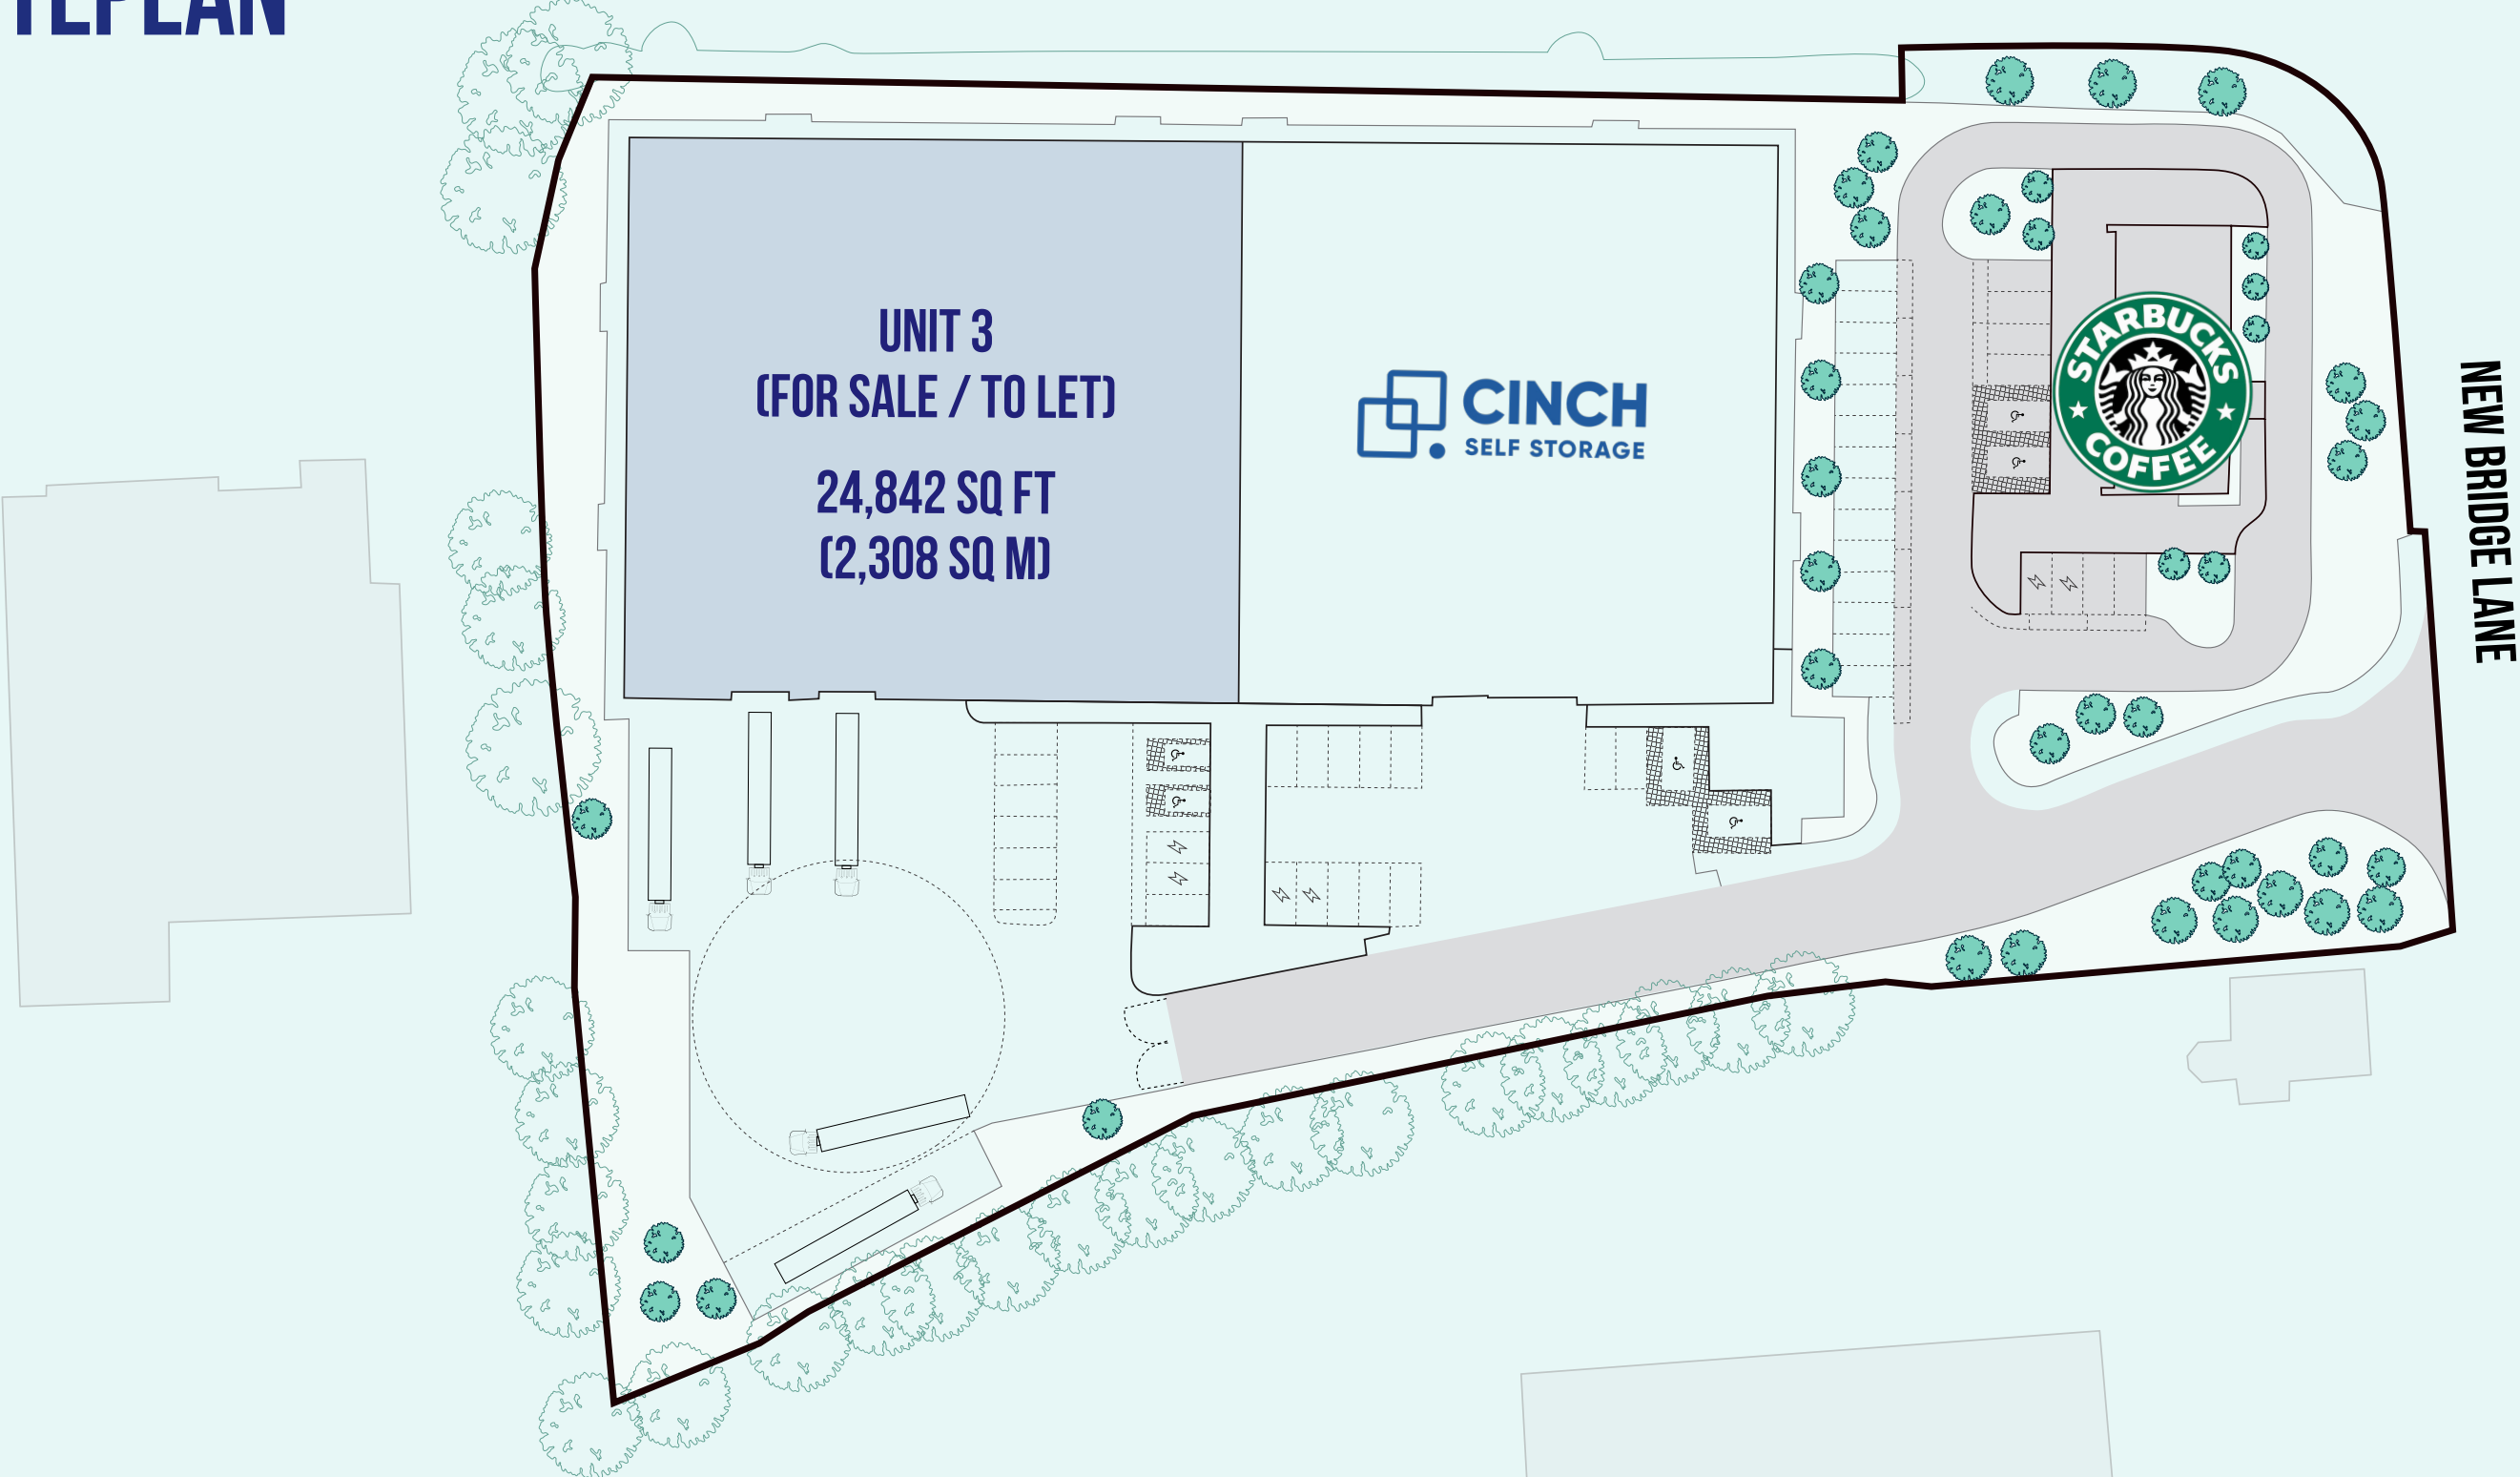 UNIT 3
(FOR SALE / TO LET)
24,842 SQ FT
(2,308 SQ M)
CINCH
SELF STORAGE
STARBUCKS
COFFEE
NEW BRIDGE LANE